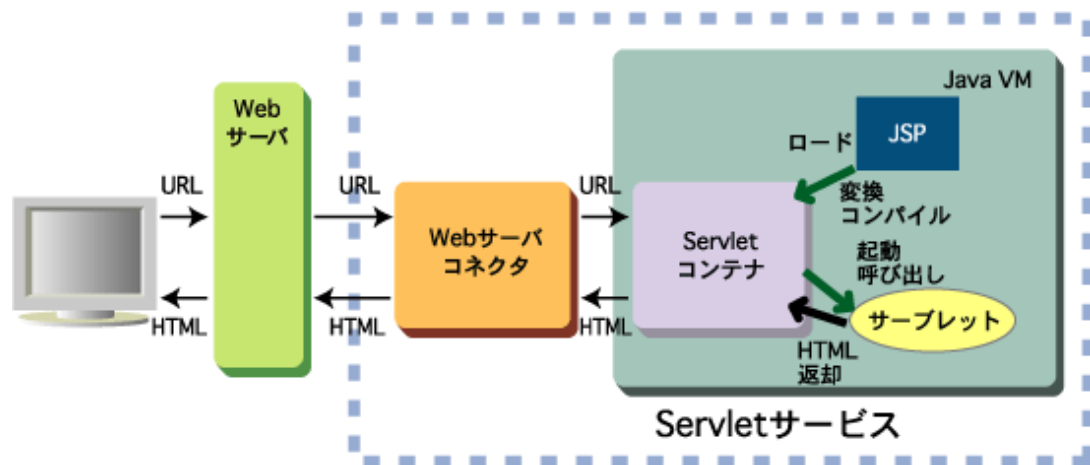 Web
サーバ
URL
HTML
URL
HTML
Webサーバ
コネクタ
URL
HTML
Servlet
コンテナ
Java VM
JSP
ロード
変換
コンパイル
起動
呼び出し
サーブレット
HTML
返却
Servletサービス